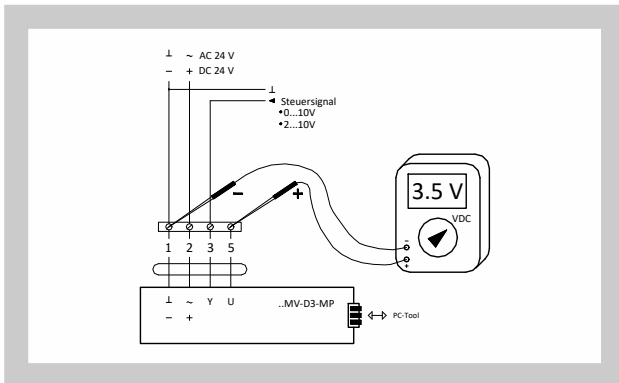 ⊥ ~ AC 24 V
– + DC 24 V
⊥
Steuersignal
•0...10V
•2...10V
– +
3.5 V
VDC
–
+
1 2 3 5
⊥ ~ Y U ..MV-D3-MP
– +
PC-Tool